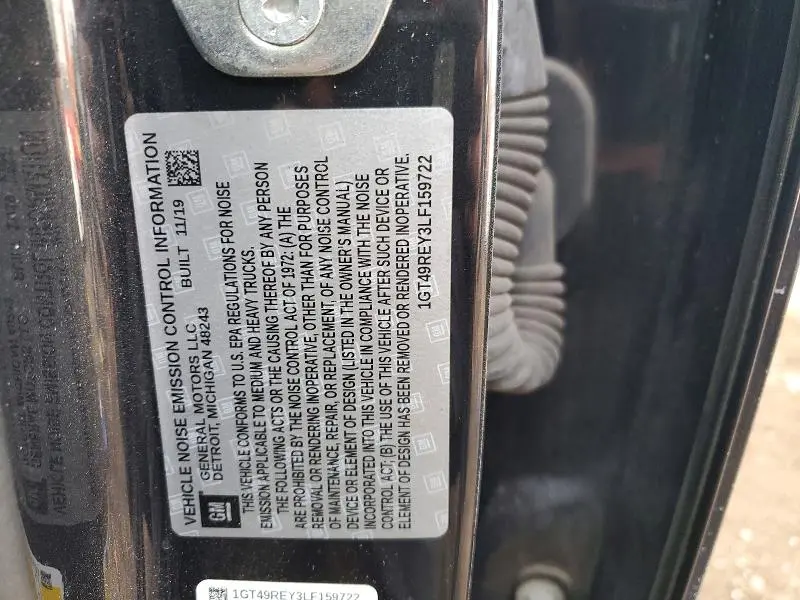 VEHICLE NOISE EMISSION CONTROL INFORMATION
GM
GENERAL MOTORS LLC
DETROIT, MICHIGAN 48243
BUILT 11/19
THIS VEHICLE CONFORMS TO U.S. EPA REGULATIONS FOR NOISE
EMISSION APPLICABLE TO MEDIUM AND HEAVY TRUCKS.
THE FOLLOWING ACTS OR THE CAUSING THEREOF BY ANY PERSON
ARE PROHIBITED BY THE NOISE CONTROL ACT OF 1972: (A) THE
REMOVAL OR RENDERING INOPERATIVE, OTHER THAN FOR PURPOSES
OF MAINTENANCE, REPAIR, OR REPLACEMENT, OF ANY NOISE CONTROL
DEVICE OR ELEMENT OF DESIGN (LISTED IN THE OWNER'S MANUAL)
INCORPORATED INTO THIS VEHICLE IN COMPLIANCE WITH THE NOISE
CONTROL ACT; (B) THE USE OF THIS VEHICLE AFTER SUCH DEVICE OR
ELEMENT OF DESIGN HAS BEEN REMOVED OR RENDERED INOPERATIVE.
1GT49REY3LF159722
1GT49REY3LF159722